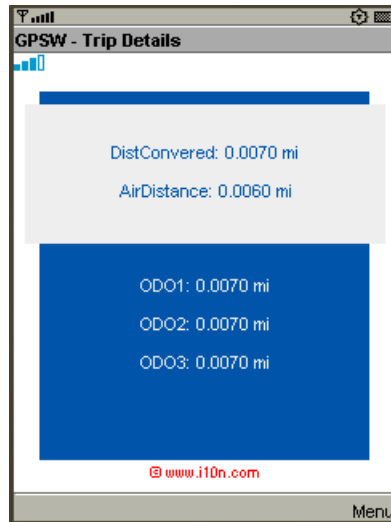 GPSW - Trip Details
DistConvered: 0.0070 mi
AirDistance: 0.0060 mi
ODO1: 0.0070 mi
ODO2: 0.0070 mi
ODO3: 0.0070 mi
© www.i10n.com
Menu